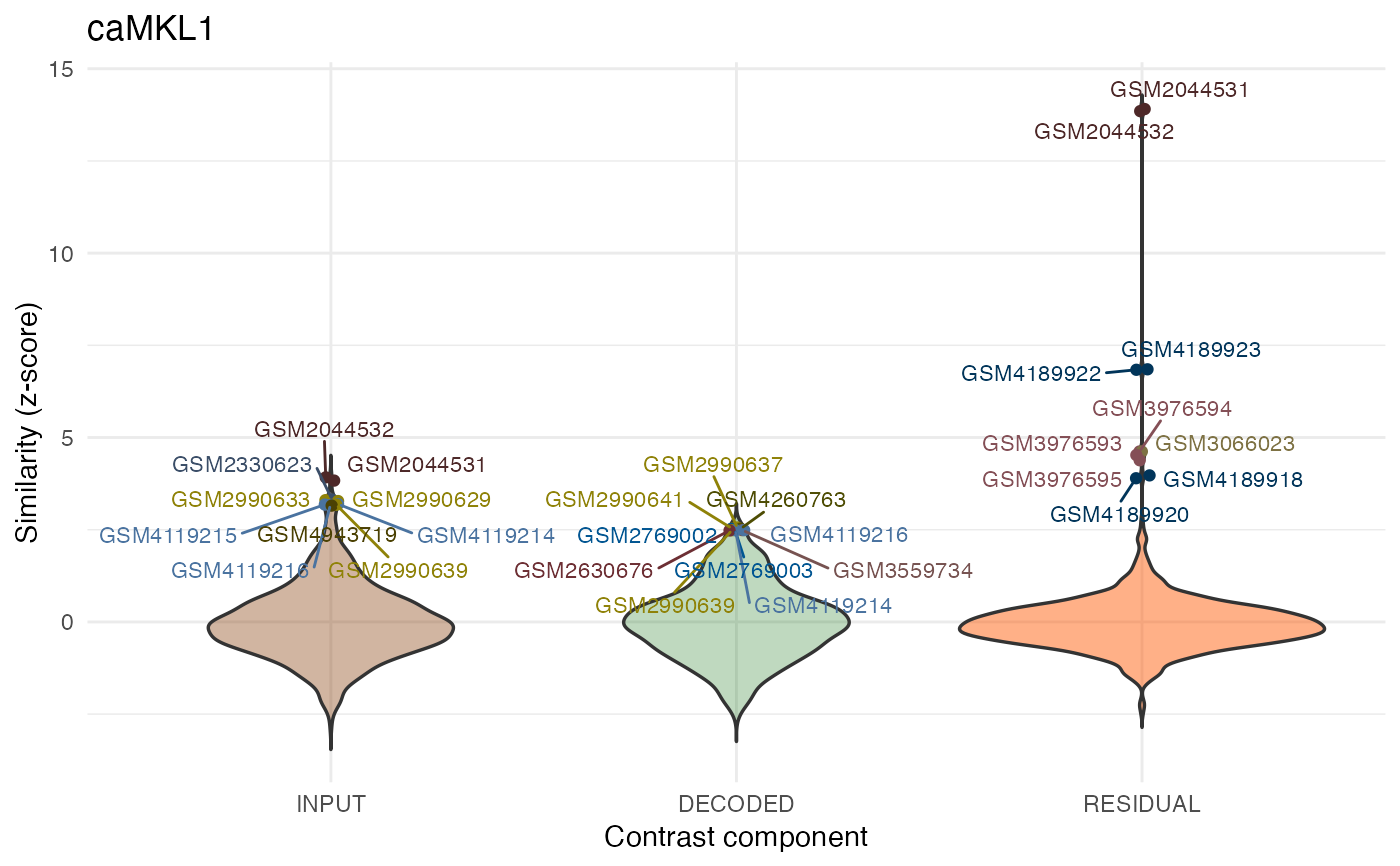 caMKL1
Similarity (z-score)
15
10
5
0
GSM2044532
GSM2330623
GSM2044531
GSM2990633
GSM2990629
GSM4119215
GSM4943719
GSM4119214
GSM4119216
GSM2990639
GSM2990637
GSM2990641
GSM4260763
GSM2769002
GSM4119216
GSM2630676
GSM2769003
GSM3559734
GSM2990639
GSM4119214
GSM2044531
GSM2044532
GSM4189923
GSM4189922
GSM3976594
GSM3976593
GSM3066023
GSM3976595
GSM4189918
GSM4189920
INPUT
DECODED
RESIDUAL
Contrast component